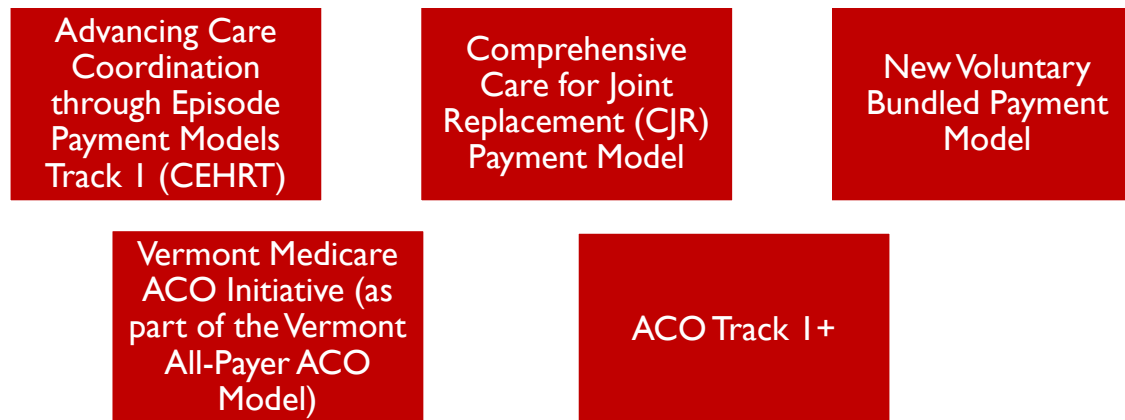 Advancing Care
Coordination
through Episode
Payment Models
Track 1 (CEHRT)
Comprehensive
Care for Joint
Replacement (CJR)
Payment Model
New Voluntary
Bundled Payment
Model
Vermont Medicare
ACO Initiative (as
part of the Vermont
All-Payer ACO
Model)
ACO Track 1+